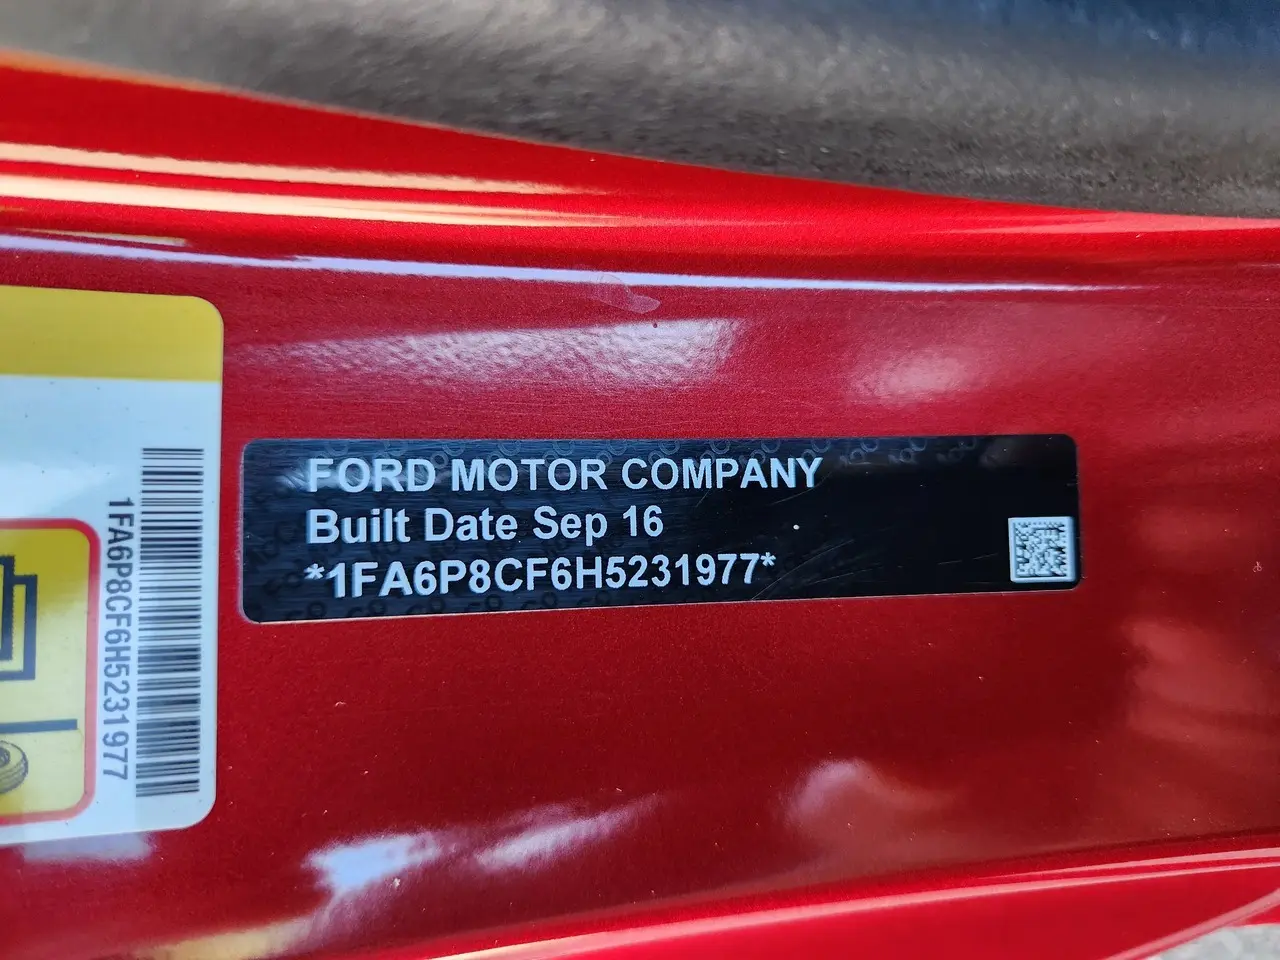 FORD MOTOR COMPANY
Built Date Sep 16
*1FA6P8CF6H5231977*
1FA6P8CF6H5231977